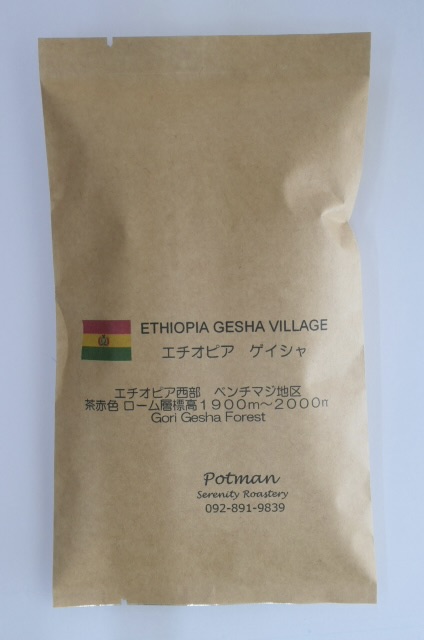 ETHIOPIA GESHA VILLAGE
エチオピア ゲイシャ
エチオピア西部 ベンチマジ地区
茶赤色 ローム層標高1900m~2000m
Gori Gesha Forest
Potman
Serenity Roastery
092-891-9839